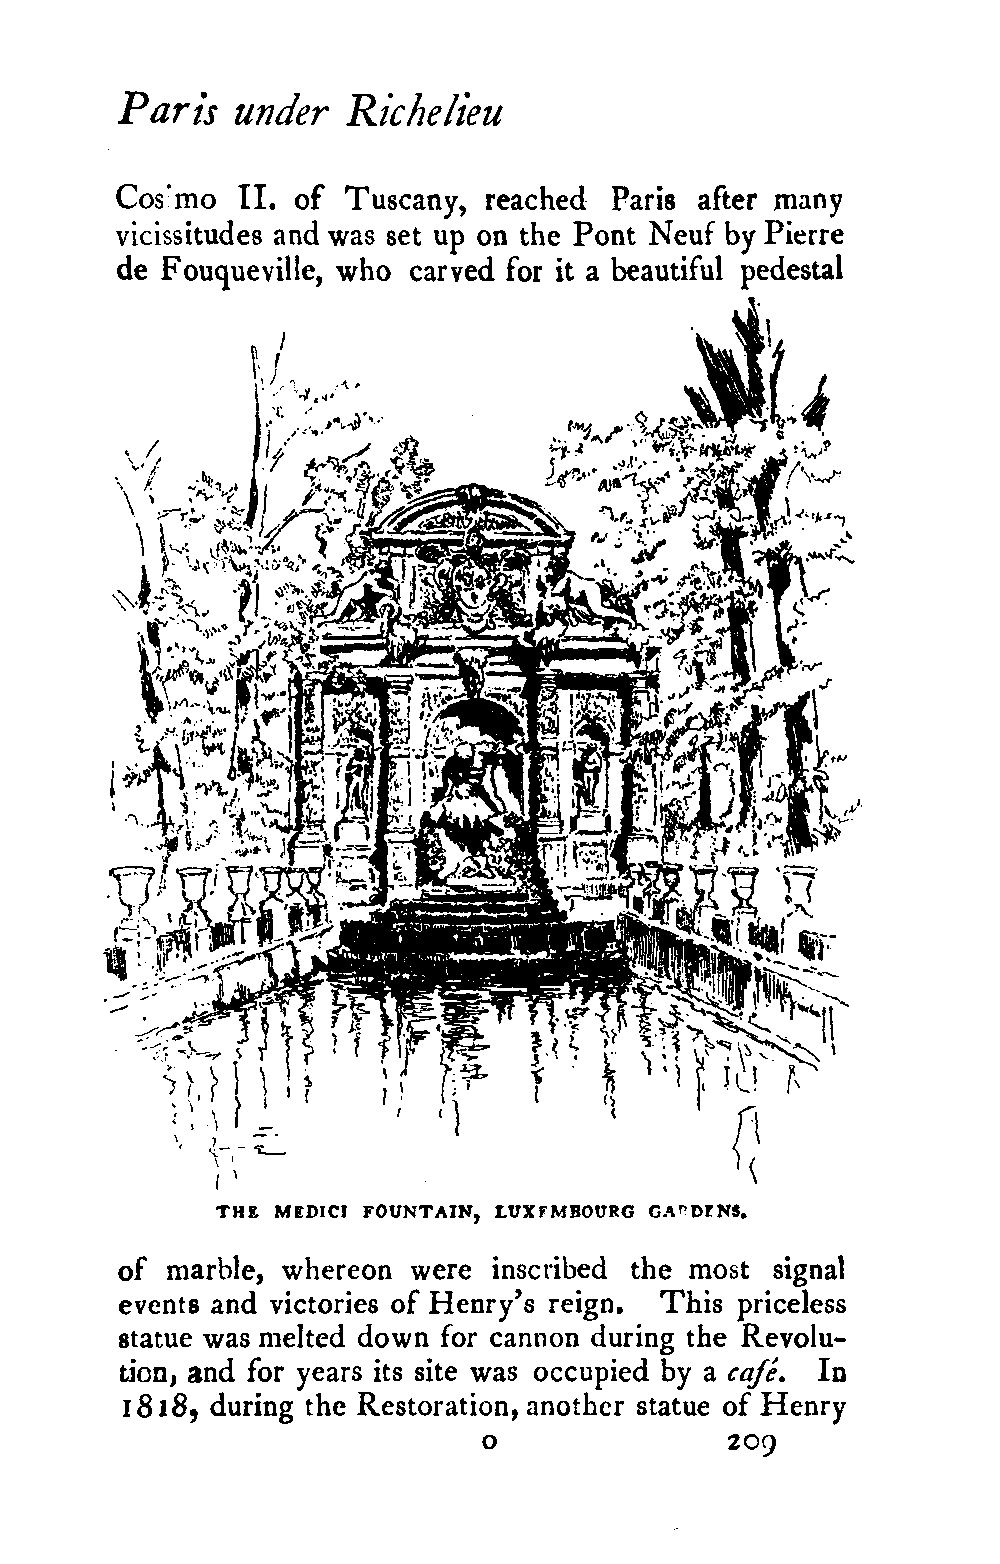 Paris under Richelieu
Cosimo II. of Tuscany, reached Paris after many
vicissitudes and was set up on the Pont Neuf by Pierre
de Fouqueville, who carved for it a beautiful pedestal
THE MEDICI FOUNTAIN, LUXEMBOURG GARDENS.
of marble, whereon were inscribed the most signal
events and victories of Henry's reign. This priceless
statue was melted down for cannon during the Revolu-
tion, and for years its site was occupied by a café. In
1818, during the Restoration, another statue of Henry
O 209